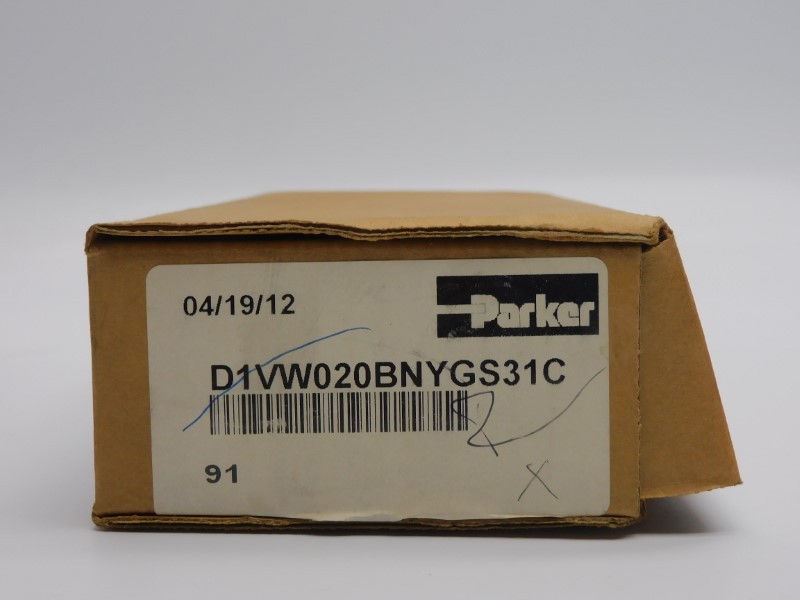 04/19/12
Parker
D1VW020BNYGS31C
91
X